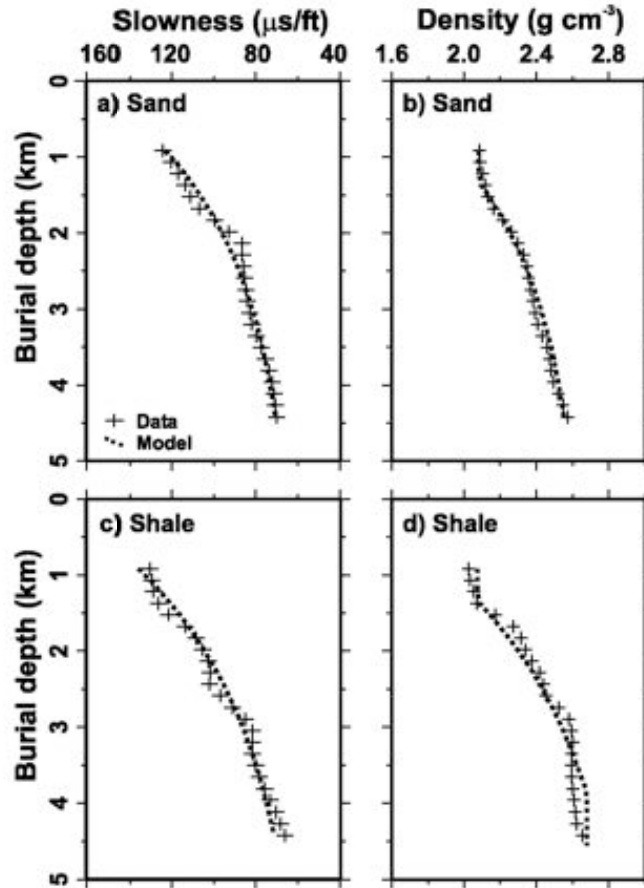 Slowness (μs/ft)
Density (g cm⁻³)
160 120 80 40
1.6 2.0 2.4 2.8
a) Sand
b) Sand
Burial depth (km)
0
1
2
3
4
5
Data
Model
c) Shale
d) Shale
Burial depth (km)
0
1
2
3
4
5